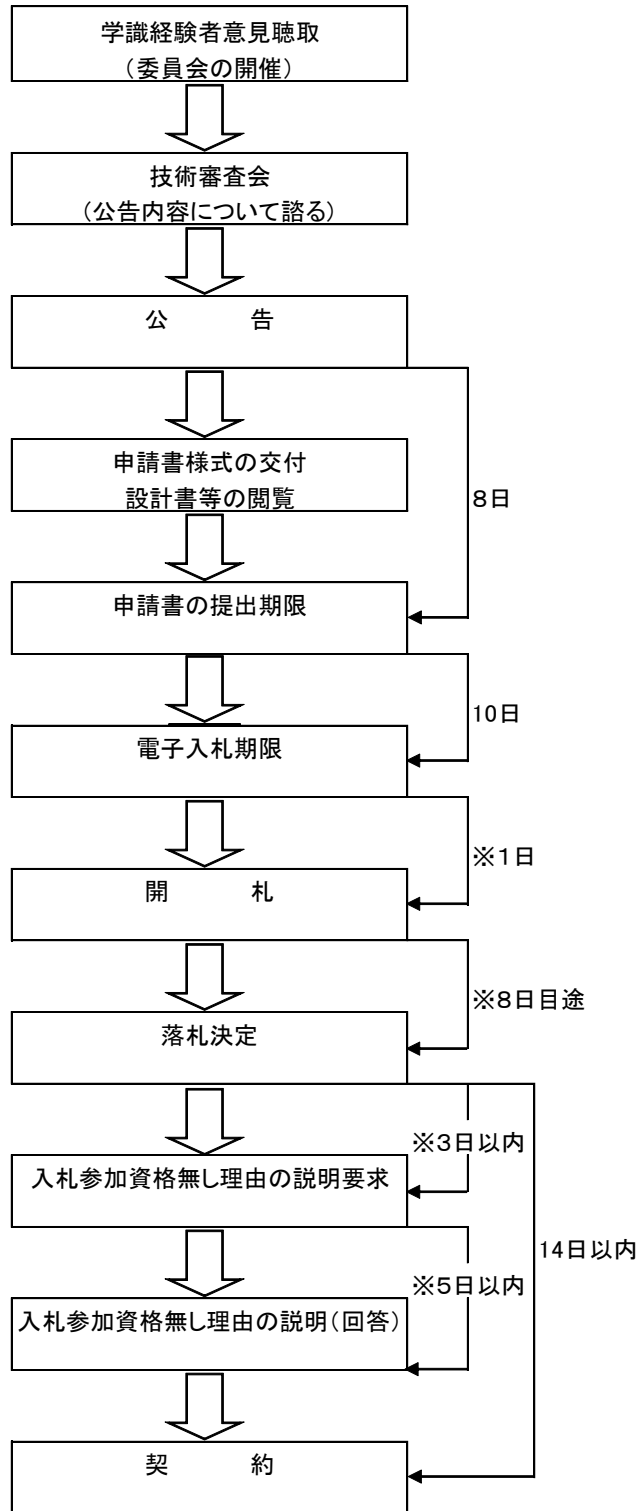 学識経験者意見聴取
（委員会の開催）
技術審査会
（公告内容について諮る）
公　　　告
申請書様式の交付
設計書等の閲覧
8日
申請書の提出期限
10日
電子入札期限
※1日
開　　　札
※8日目途
落札決定
※3日以内
入札参加資格無し理由の説明要求
14日以内
※5日以内
入札参加資格無し理由の説明（回答）
契　　　約